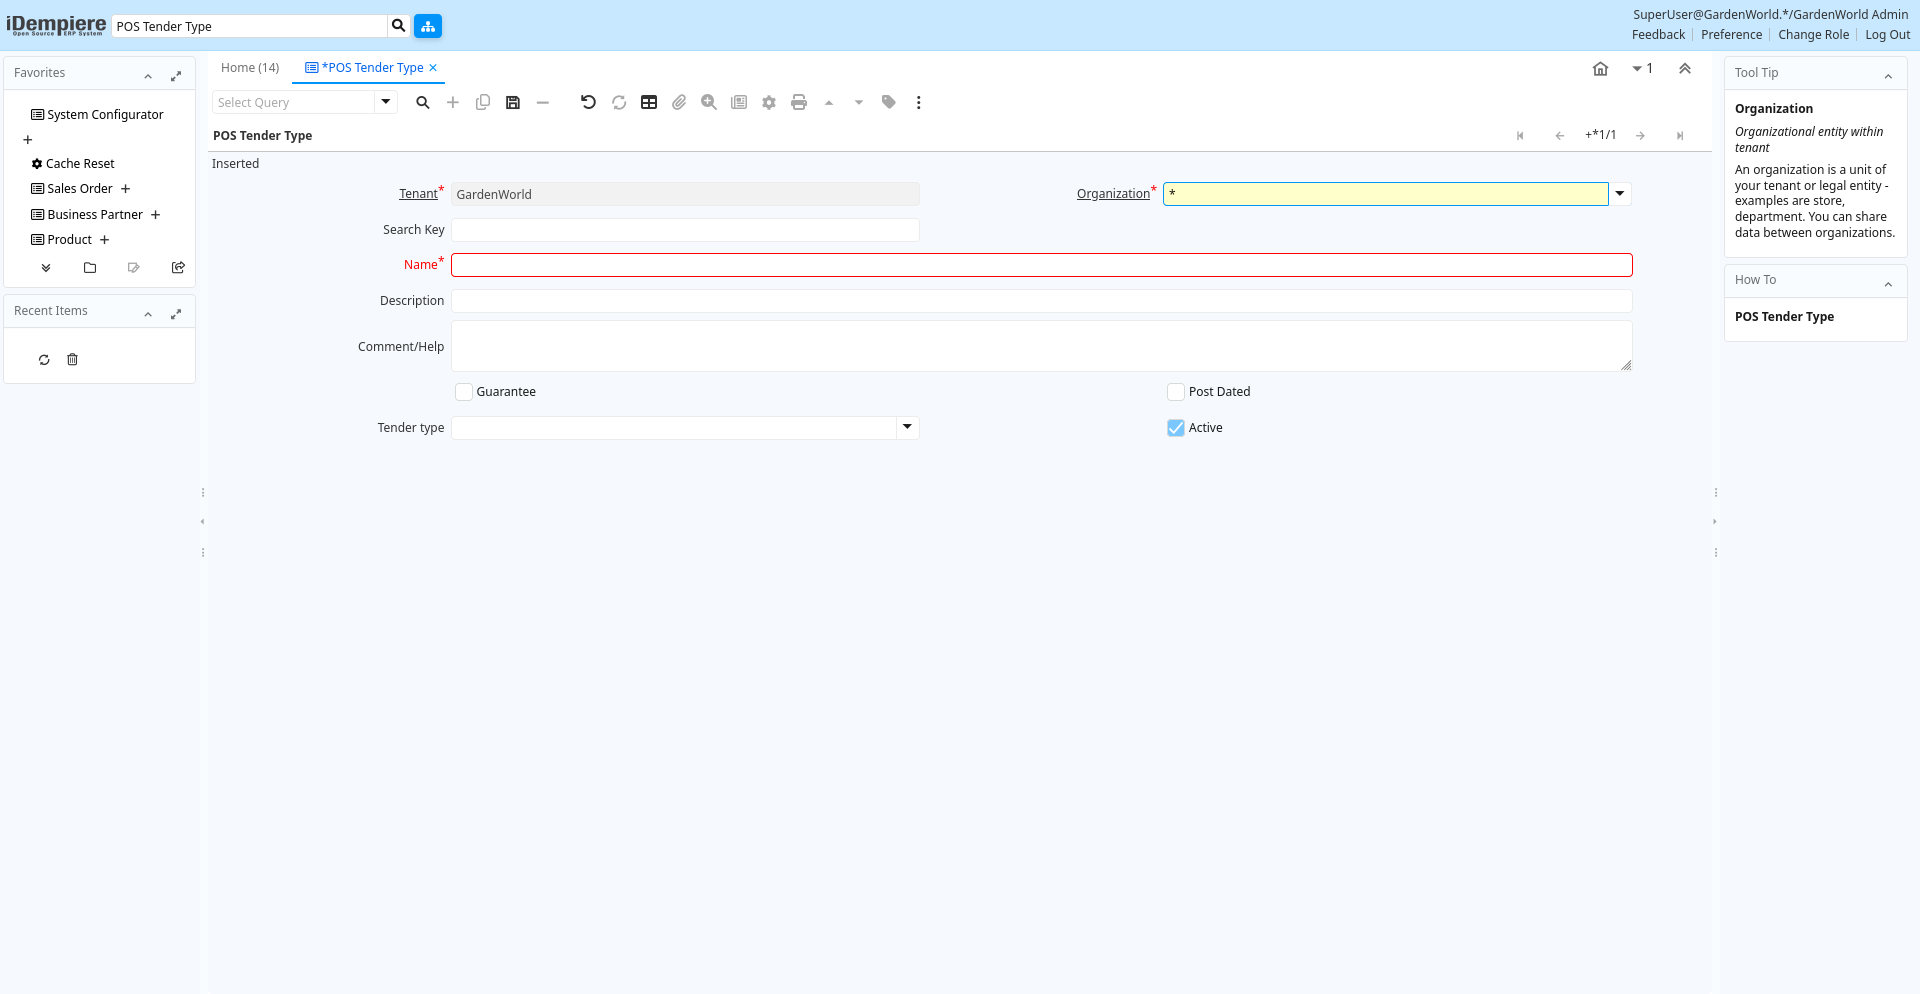 iDempiere
Open Source ERP System
POS Tender Type
SuperUser@GardenWorld.*/GardenWorld Admin
Feedback
Preference
Change Role
Log Out
Favorites
System Configurator
Cache Reset
Sales Order
Business Partner
Product
Recent Items
Home (14)
*POS Tender Type
1
Select Query
POS Tender Type
+*1/1
Inserted
Tenant*
GardenWorld
Organization*
*
Search Key
Name*
Description
Comment/Help
Guarantee
Post Dated
Tender type
Active
Tool Tip
Organization
Organizational entity within
tenant
An organization is a unit of
your tenant or legal entity -
examples are store,
department. You can share
data between organizations.
How To
POS Tender Type